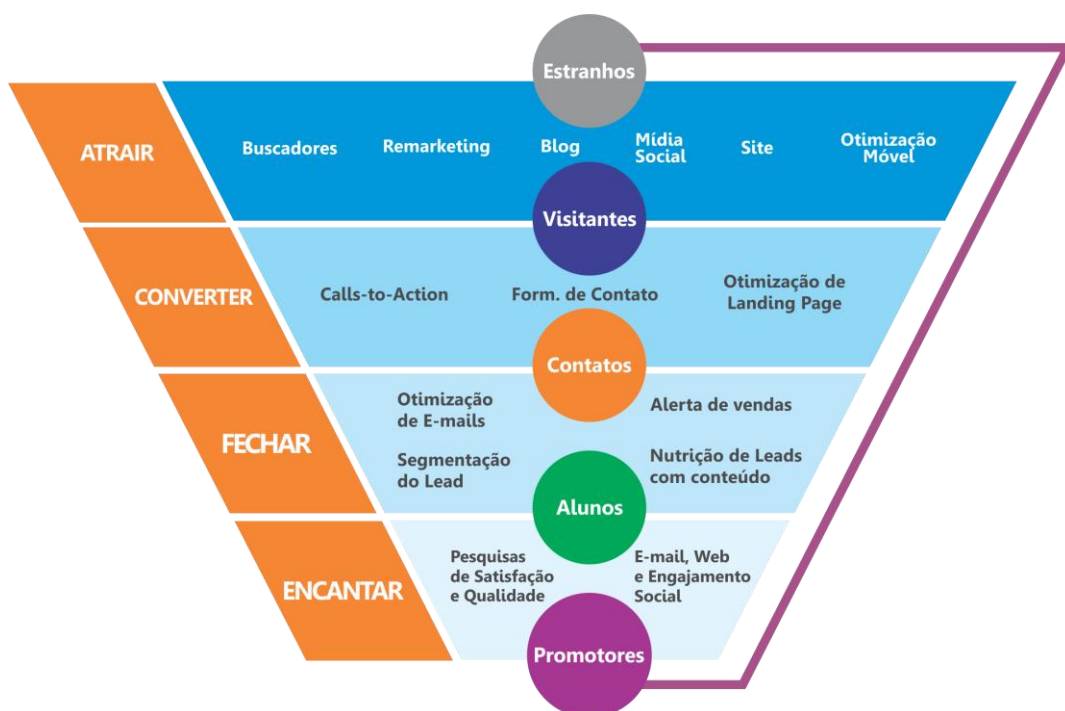 Estranhos
ATRAIR
Buscadores
Remarketing
Blog
Mídia
Social
Site
Otimização
Móvel
Visitantes
CONVERTER
Calls-to-Action
Form. de Contato
Otimização de
Landing Page
Contatos
FECHAR
Otimização
de E-mails
Alerta de vendas
Segmentação
do Lead
Nutrição de Leads
com conteúdo
Alunos
ENCANTAR
Pesquisas
de Satisfação
e Qualidade
E-mail, Web
e Engajamento
Social
Promotores